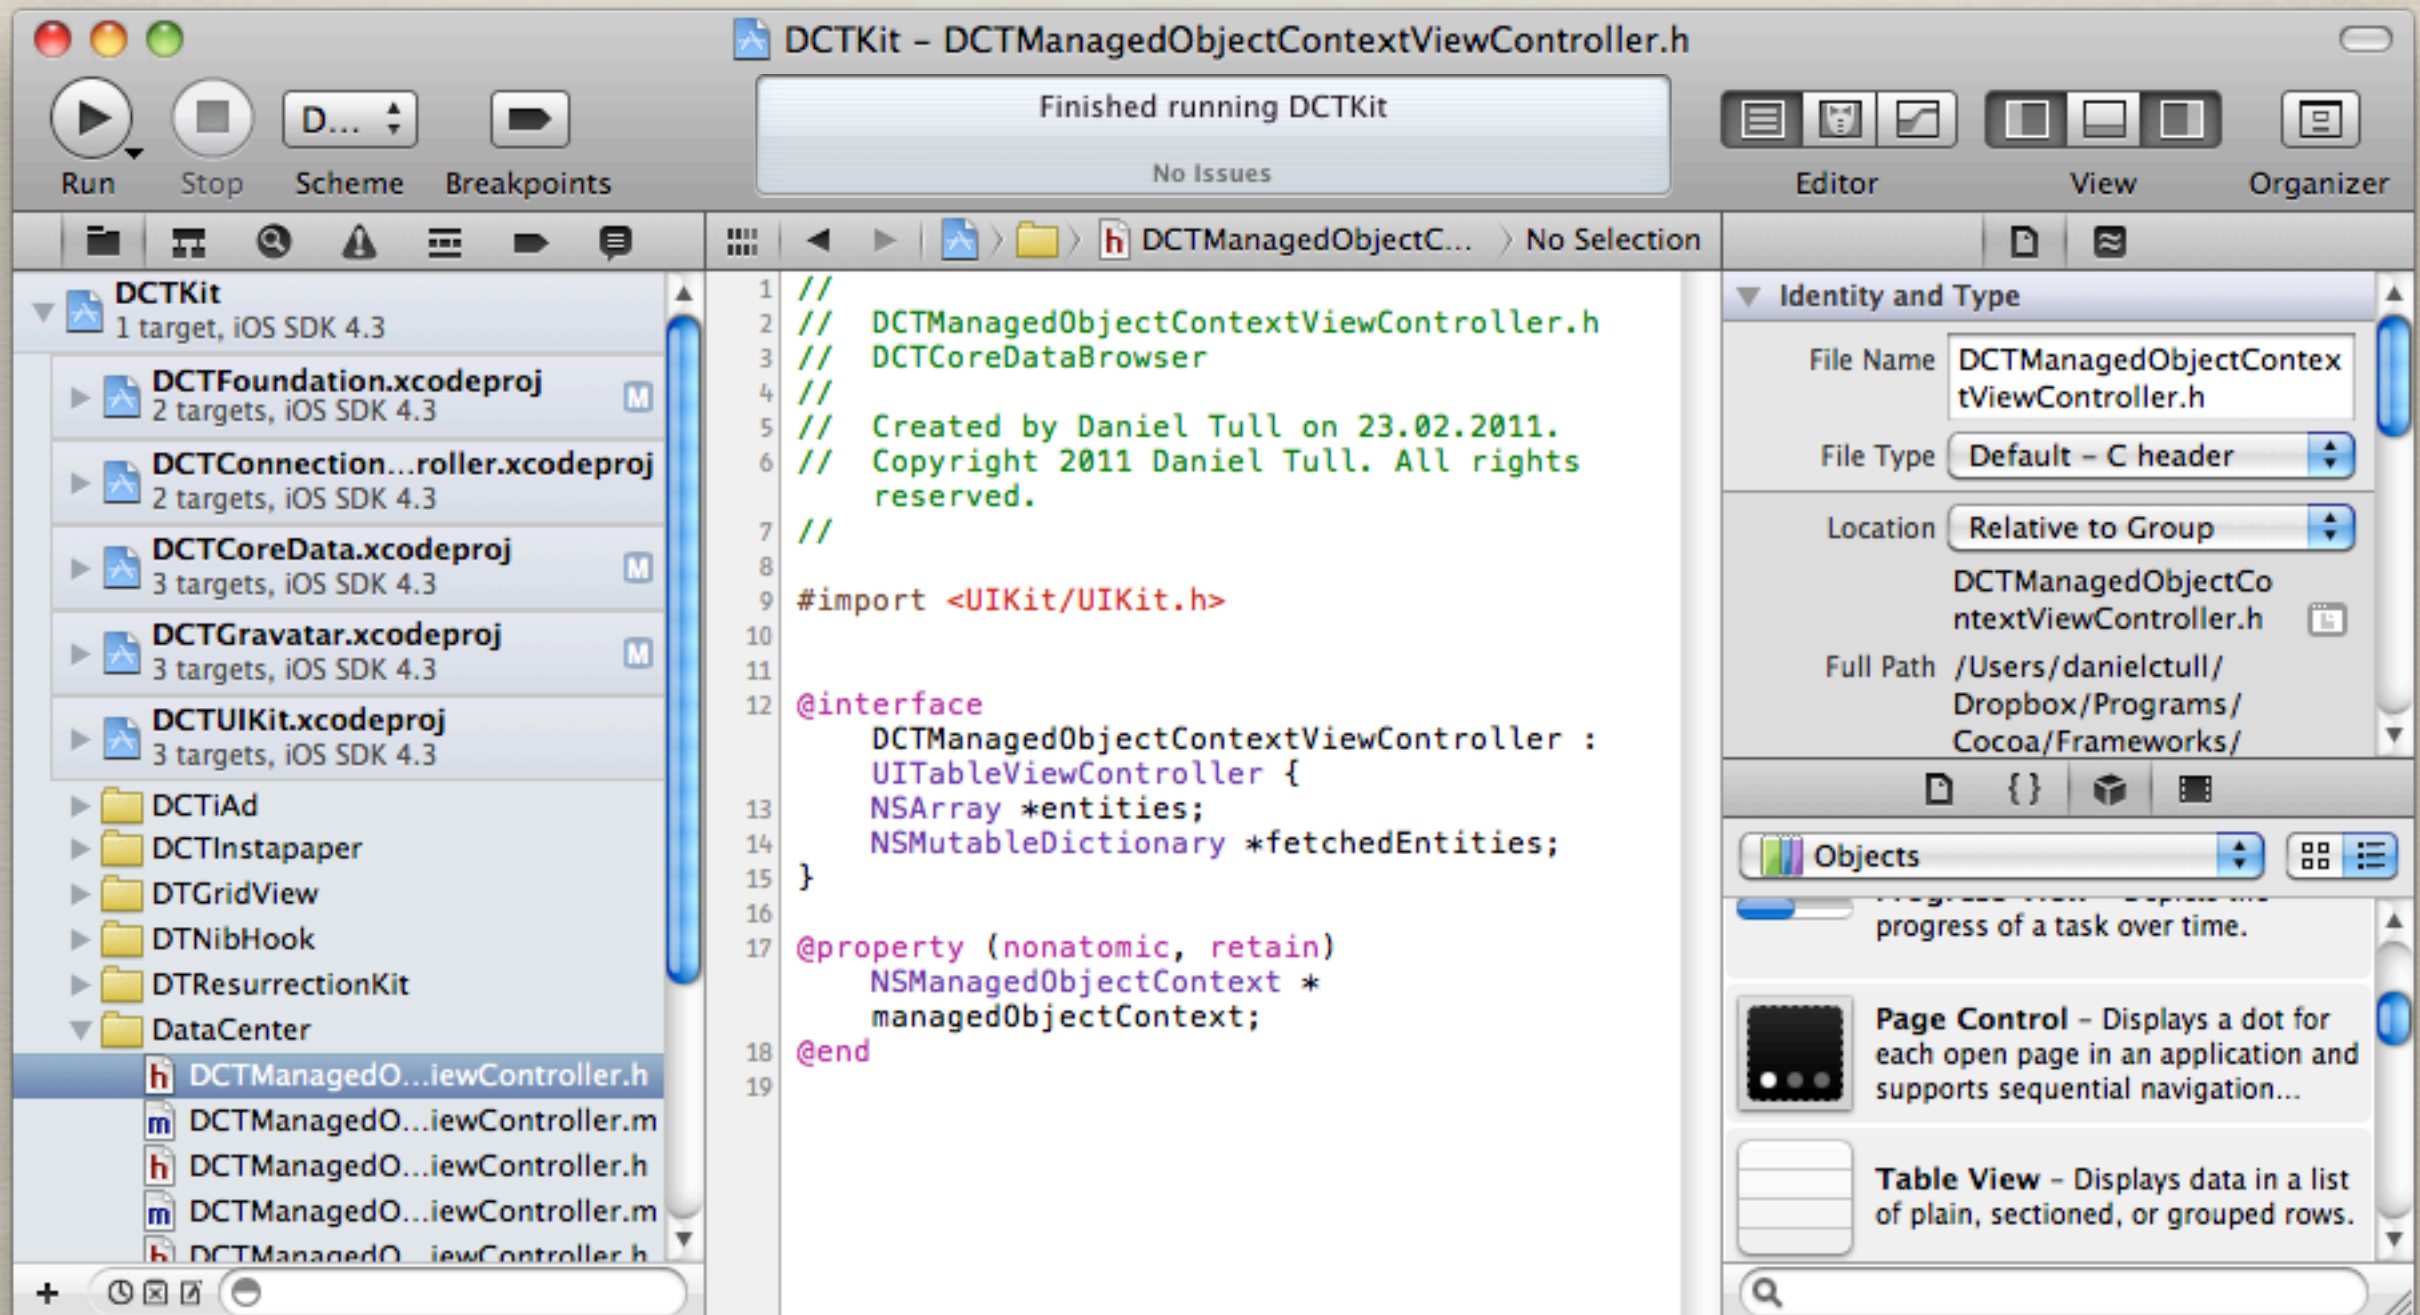 DCTKit – DCTManagedObjectContextViewController.h
D...
Finished running DCTKit
No Issues
Run
Stop
Scheme
Breakpoints
Editor
View
Organizer
DCTManagedObjectC...
No Selection
DCTKit
1 target, iOS SDK 4.3
DCTFoundation.xcodeproj
M
2 targets, iOS SDK 4.3
DCTConnection...roller.xcodeproj
2 targets, iOS SDK 4.3
DCTCoreData.xcodeproj
M
3 targets, iOS SDK 4.3
DCTGravatar.xcodeproj
M
3 targets, iOS SDK 4.3
DCTUIKit.xcodeproj
3 targets, iOS SDK 4.3
DCTiAd
DCTInstapaper
DTGridView
DTNibHook
DTResurrectionKit
DataCenter
h DCTManagedO...iewController.h
m DCTManagedO...iewController.m
h DCTManagedO...iewController.h
m DCTManagedO...iewController.m
h DCTManagedO...iewController.h
1 //
2 // DCTManagedObjectContextViewController.h
3 // DCTCoreDataBrowser
4 //
5 // Created by Daniel Tull on 23.02.2011.
6 // Copyright 2011 Daniel Tull. All rights
reserved.
7 //
8
9 #import <UIKit/UIKit.h>
10
11
12 @interface
DCTManagedObjectContextViewController :
UITableViewController {
13 NSArray *entities;
14 NSMutableDictionary *fetchedEntities;
15 }
16
17 @property (nonatomic, retain)
NSManagedObjectContext *
managedObjectContext;
18 @end
19
Identity and Type
File Name DCTManagedObjectContex
tViewController.h
File Type Default – C header
Location Relative to Group
DCTManagedObjectCo
ntextViewController.h
Full Path /Users/danielctull/
Dropbox/Programs/
Cocoa/Frameworks/
{}
Objects
progress of a task over time.
Page Control – Displays a dot for
each open page in an application and
supports sequential navigation...
Table View – Displays data in a list
of plain, sectioned, or grouped rows.